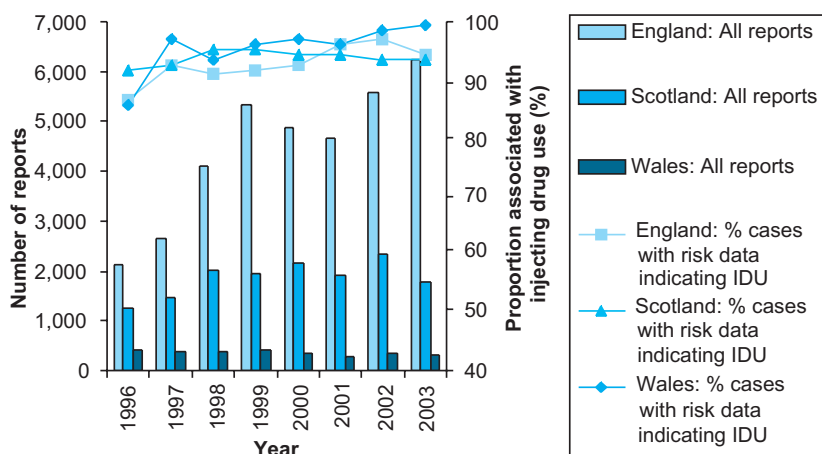 7,000
6,000
5,000
4,000
3,000
2,000
1,000
0
Number of reports
100
90
80
70
60
50
40
Proportion associated with
injecting drug use (%)
1996
1997
1998
1999
2000
2001
2002
2003
Year
England: All reports
Scotland: All reports
Wales: All reports
England: % cases
with risk data
indicating IDU
Scotland: % cases
with risk data
indicating IDU
Wales: % cases
with risk data
indicating IDU